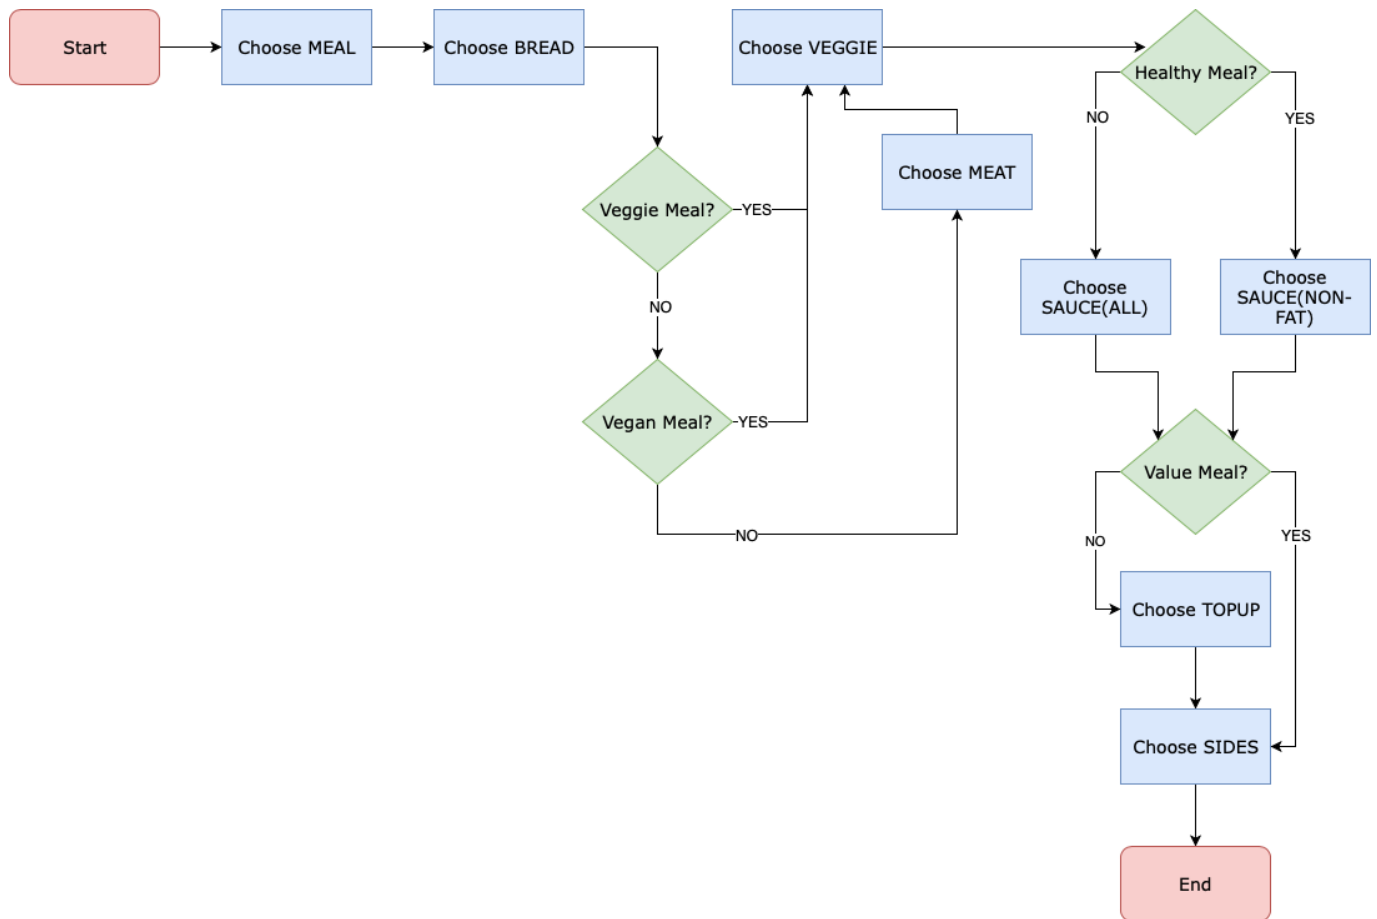 Start
Choose MEAL
Choose BREAD
Choose VEGGIE
Healthy Meal?
NO
YES
Choose MEAT
Veggie Meal?
YES
NO
Choose
SAUCE(ALL)
Choose
SAUCE(NON-
FAT)
Vegan Meal?
YES
NO
Value Meal?
NO
YES
Choose TOPUP
Choose SIDES
End